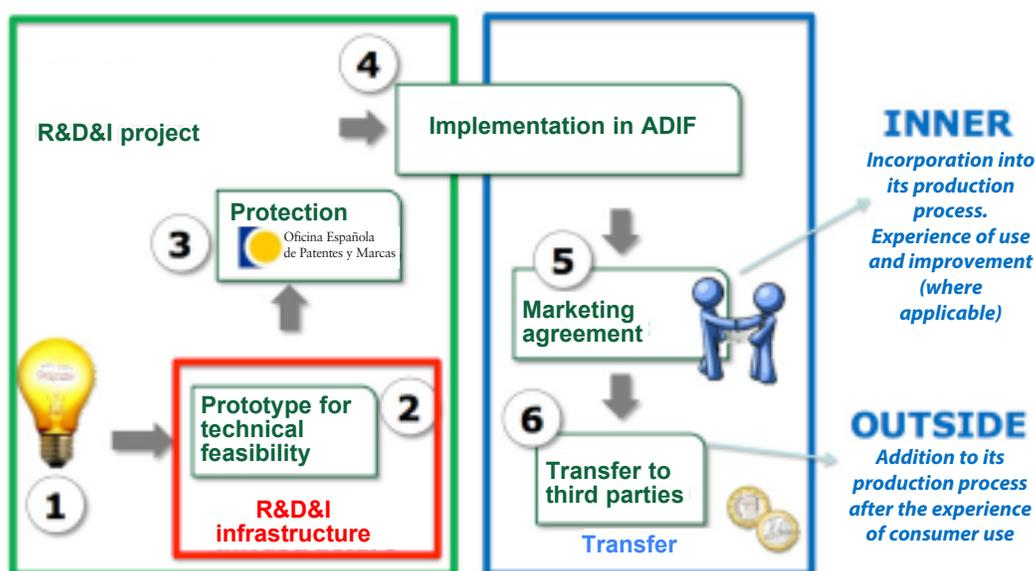 R&D&I project
1
2
Prototype for
technical
feasibility
R&D&I
infrastructure
3
Protection
Oficina Española
de Patentes y Marcas
4
Implementation in ADIF
5
Marketing
agreement
6
Transfer to
third parties
Transfer
INNER
Incorporation into
its production
process.
Experience of use
and improvement
(where
applicable)
OUTSIDE
Addition to its
production process
after the experience
of consumer use